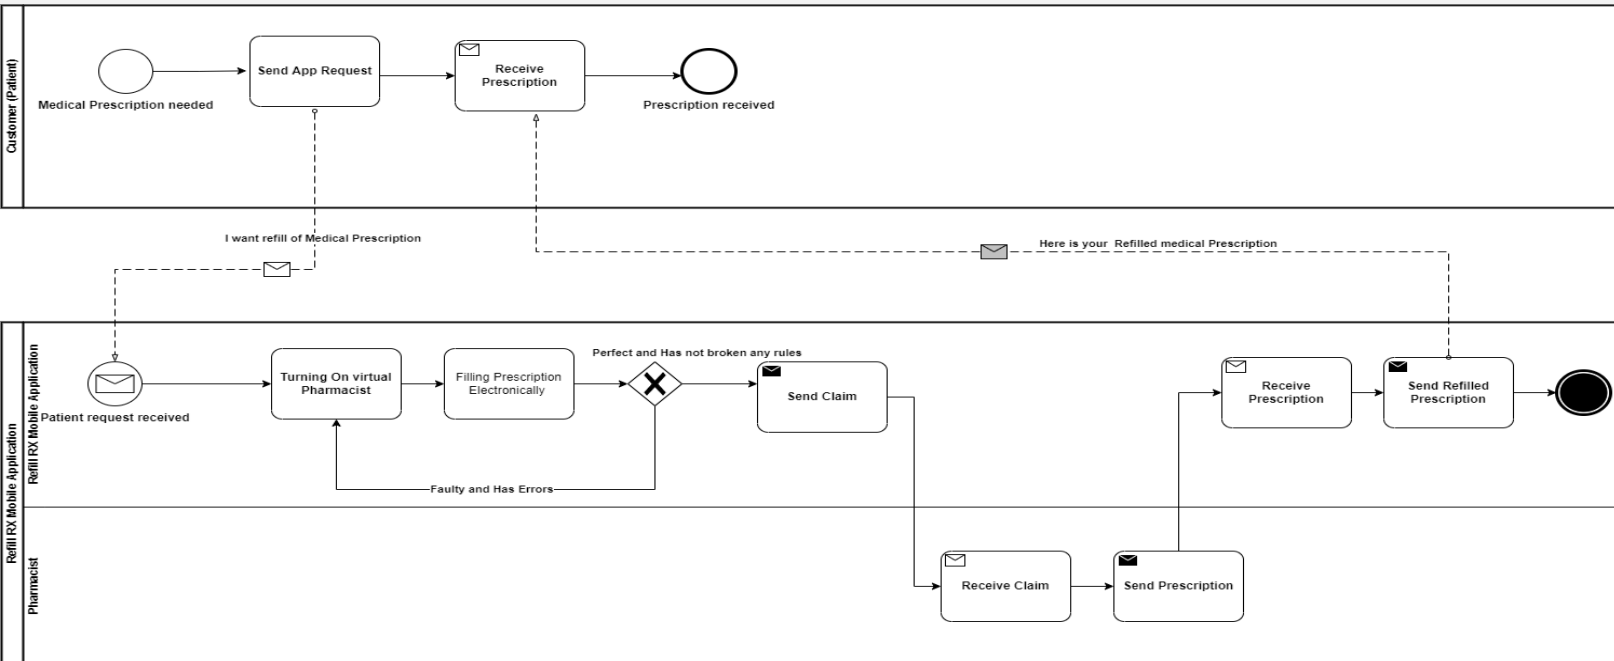 Customer (Patient)
Send App Request
Receive
Prescription
Medical Prescription needed
Prescription received
I want refill of Medical Prescription
Here is your Refilled medical Prescription
Refill RX Mobile Application
Refill RX Mobile Application
Perfect and Has not broken any rules
Turning On virtual
Pharmacist
Filling Prescription
Electronically
Send Claim
Receive
Prescription
Send Refilled
Prescription
Patient request received
Faulty and Has Errors
Pharmacist
Receive Claim
Send Prescription